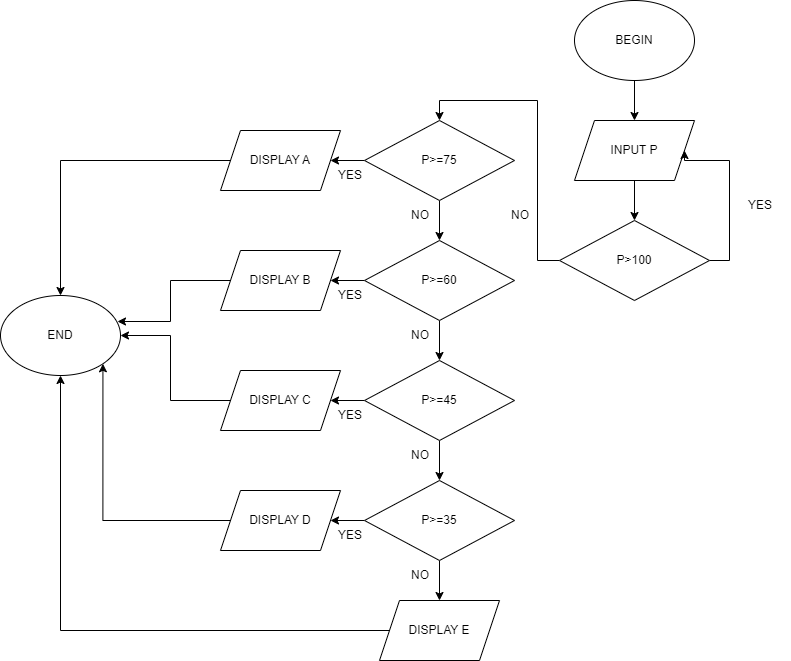 BEGIN
INPUT P
P>100
YES
NO
P>=75
YES
DISPLAY A
NO
P>=60
YES
DISPLAY B
NO
P>=45
YES
DISPLAY C
NO
P>=35
YES
DISPLAY D
NO
DISPLAY E
END